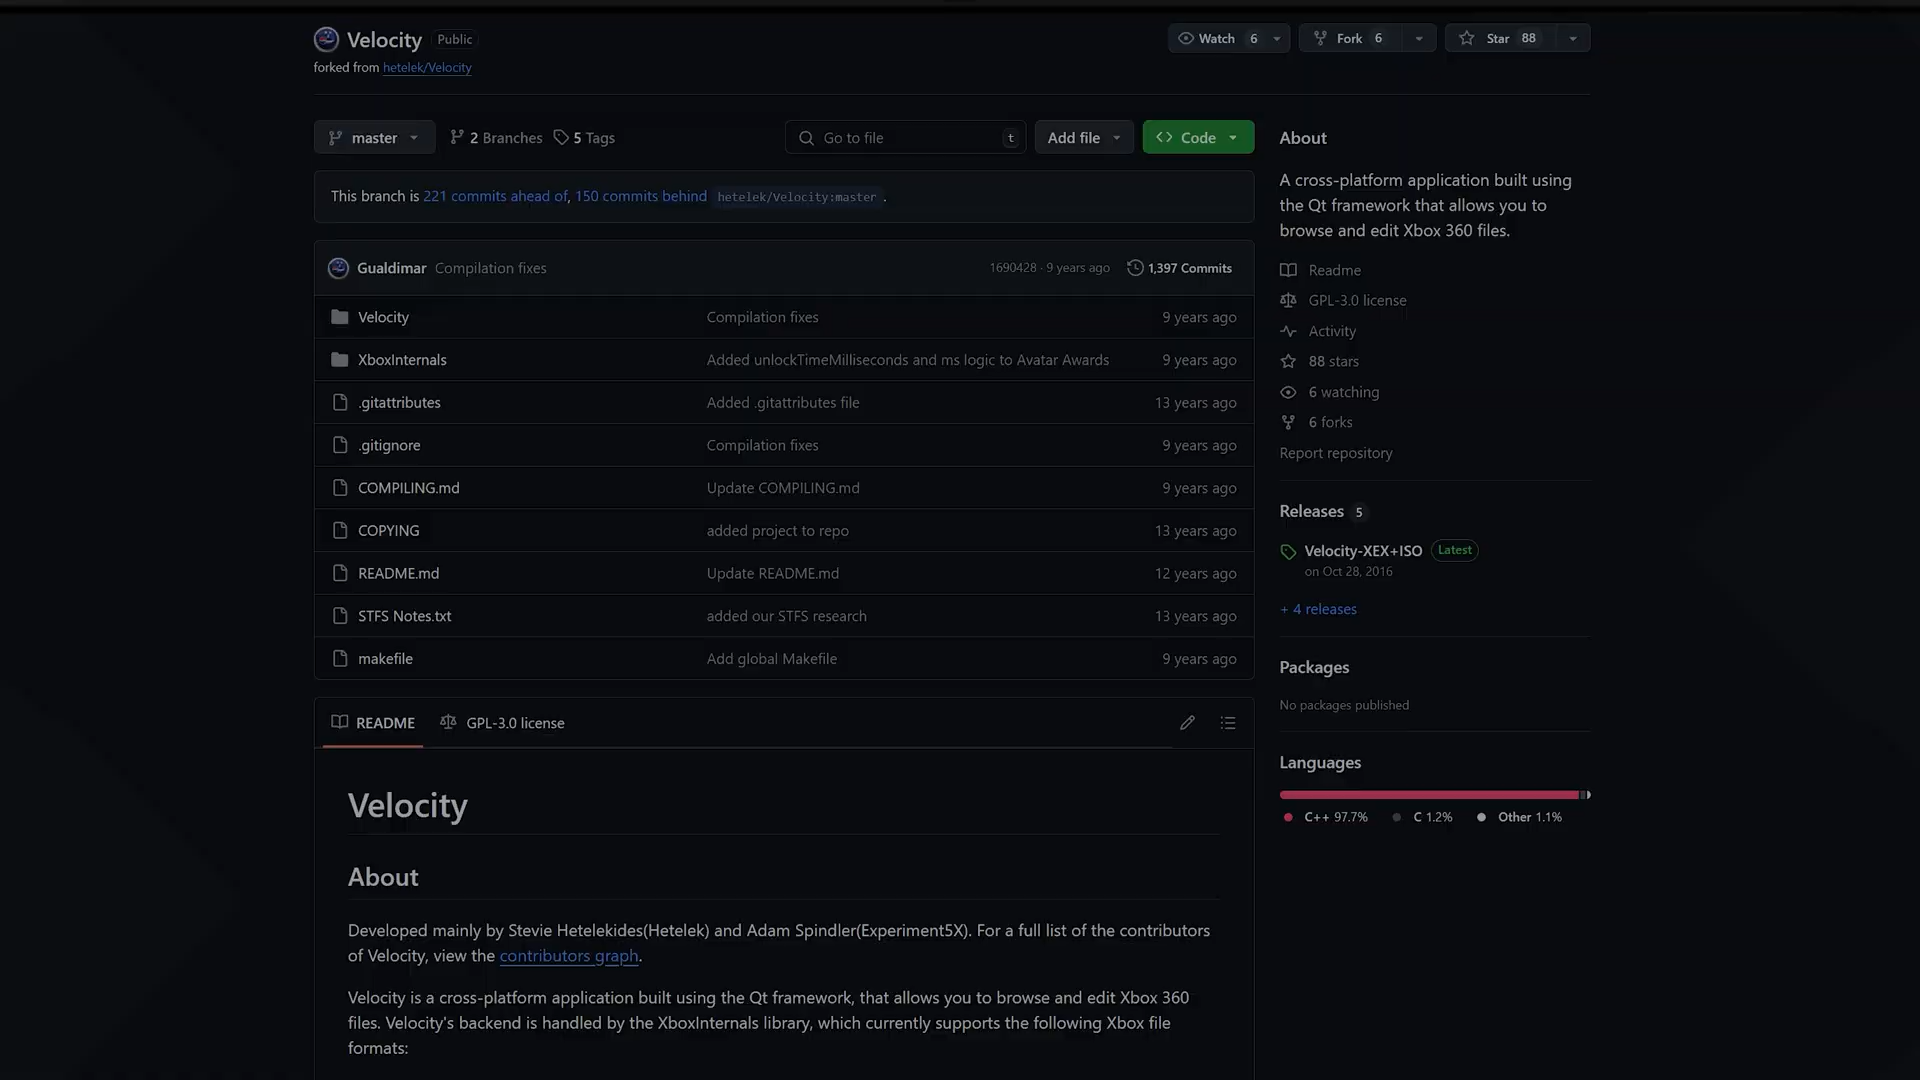 Velocity Public
Watch 6
Fork 6
Star 88
forked from hetelek/Velocity
master
2 Branches
5 Tags
Go to file
t
Add file
Code
This branch is 221 commits ahead of, 150 commits behind hetelek/Velocity:master .
Gualdimar Compilation fixes
1690428 · 9 years ago
1,397 Commits
Velocity Compilation fixes 9 years ago
XboxInternals Added unlockTimeMilliseconds and ms logic to Avatar Awards 9 years ago
.gitattributes Added .gitattributes file 13 years ago
.gitignore Compilation fixes 9 years ago
COMPILING.md Update COMPILING.md 9 years ago
COPYING added project to repo 13 years ago
README.md Update README.md 12 years ago
STFS Notes.txt added our STFS research 13 years ago
makefile Add global Makefile 9 years ago
README
GPL-3.0 license
Velocity
About
Developed mainly by Stevie Hetelekides(Hetelek) and Adam Spindler(Experiment5X). For a full list of the contributors
of Velocity, view the contributors graph.
Velocity is a cross-platform application built using the Qt framework, that allows you to browse and edit Xbox 360
files. Velocity's backend is handled by the XboxInternals library, which currently supports the following Xbox file
formats:
About
A cross-platform application built using
the Qt framework that allows you to
browse and edit Xbox 360 files.
Readme
GPL-3.0 license
Activity
88 stars
6 watching
6 forks
Report repository
Releases 5
Velocity-XEX+ISO Latest
on Oct 28, 2016
+ 4 releases
Packages
No packages published
Languages
C++ 97.7%
C 1.2%
Other 1.1%